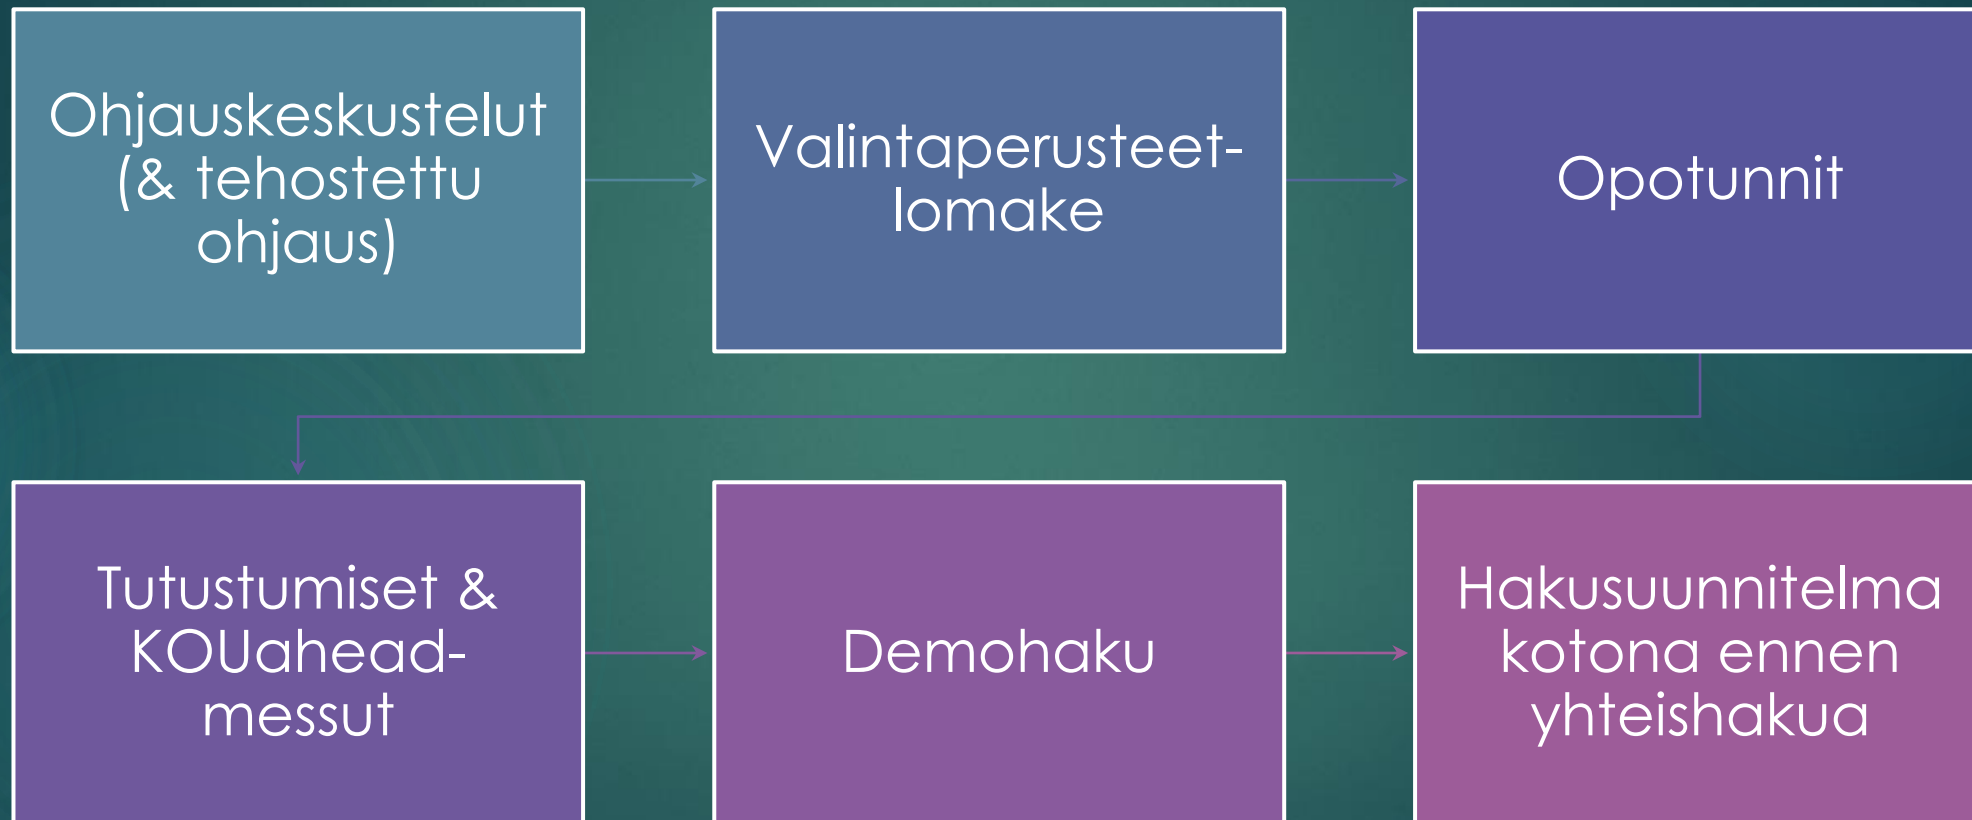 Ohjauskeskustelut
(& tehostettu
ohjaus)
Valintaperusteet-
lomake
Opotunnit
Tutustumiset &
KOUahead-
messut
Demohaku
Hakusuunnitelma
kotona ennen
yhteishakua